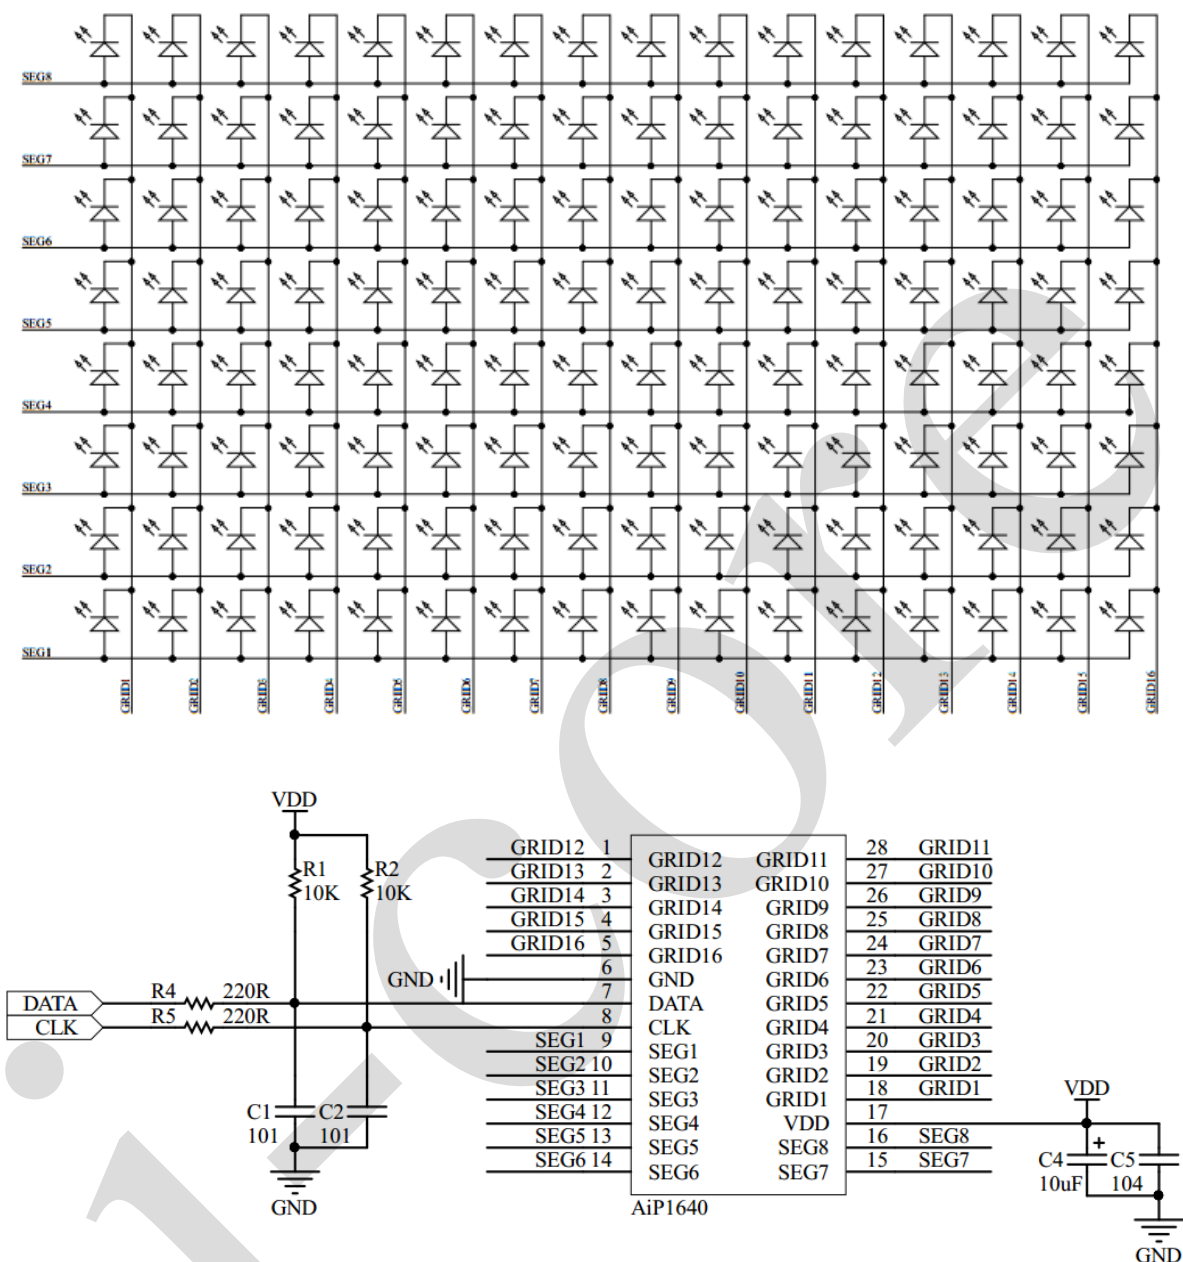 SEG8
SEG7
SEG6
SEG5
SEG4
SEG3
SEG2
SEG1
GRID1 GRID2 GRID3 GRID4 GRID5 GRID6 GRID7 GRID8 GRID9 GRID10 GRID11 GRID12 GRID13 GRID14 GRID15 GRID16
VDD
R1 R2
10K 10K
DATA R4 220R
CLK R5 220R
C1 C2
101 101
GND
GRID12 1 GRID12 GRID11 28 GRID11
GRID13 2 GRID13 GRID10 27 GRID10
GRID14 3 GRID14 GRID9 26 GRID9
GRID15 4 GRID15 GRID8 25 GRID8
GRID16 5 GRID16 GRID7 24 GRID7
GND 6 GND GRID6 23 GRID6
7 DATA GRID5 22 GRID5
8 CLK GRID4 21 GRID4
SEG1 9 SEG1 GRID3 20 GRID3
SEG2 10 SEG2 GRID2 19 GRID2
SEG3 11 SEG3 GRID1 18 GRID1
SEG4 12 SEG4 VDD 17
SEG5 13 SEG5 SEG8 16 SEG8
SEG6 14 SEG6 SEG7 15 SEG7
AiP1640
VDD
+
C4 C5
10uF 104
GND
i-core